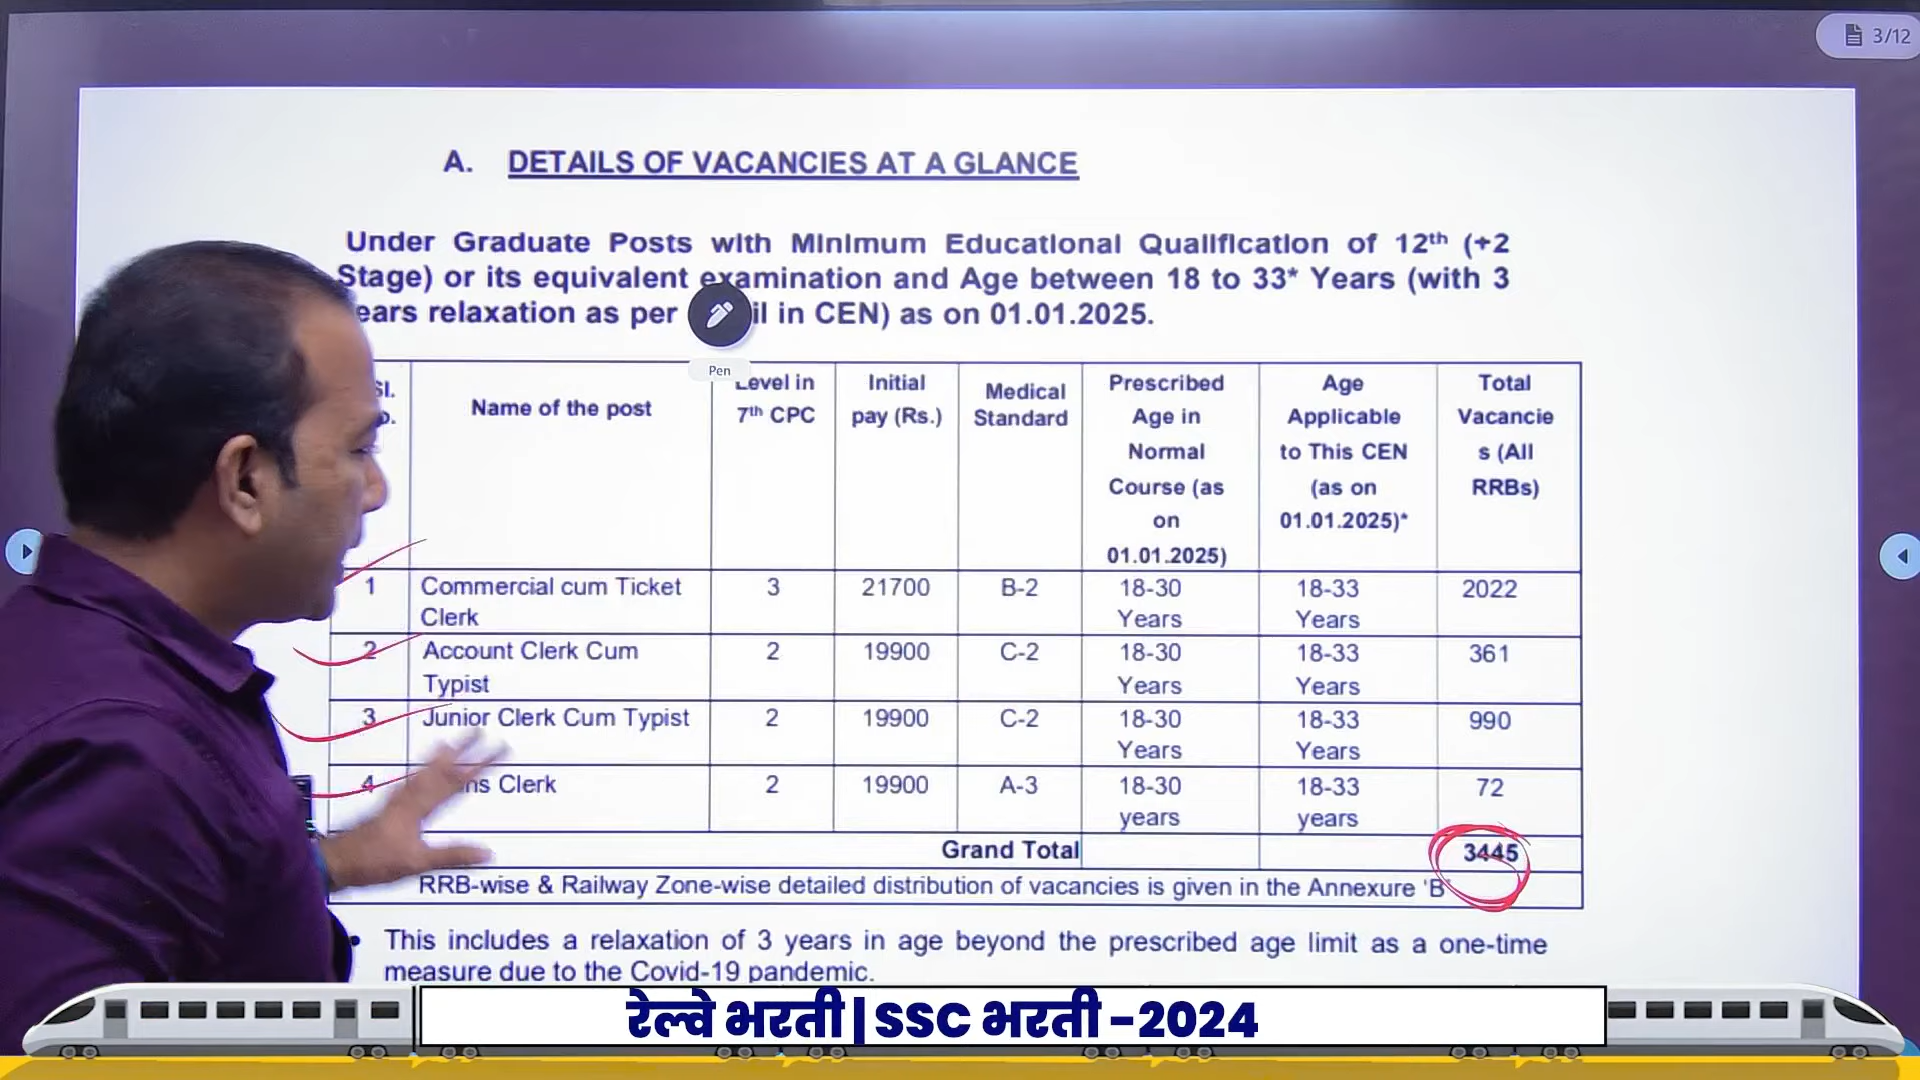 3/12
A. DETAILS OF VACANCIES AT A GLANCE
Under Graduate Posts with Minimum Educational Qualification of 12th (+2
Stage) or its equivalent examination and Age between 18 to 33* Years (with 3
ears relaxation as per il in CEN) as on 01.01.2025.
Pen
Sl. Name of the post Level in 7th CPC Initial pay (Rs.) Medical Standard Prescribed Age in Normal Course (as on 01.01.2025) Age Applicable to This CEN (as on 01.01.2025)* Total Vacancie s (All RRBs)
1 Commercial cum Ticket Clerk 3 21700 B-2 18-30 Years 18-33 Years 2022
2 Account Clerk Cum Typist 2 19900 C-2 18-30 Years 18-33 Years 361
3 Junior Clerk Cum Typist 2 19900 C-2 18-30 Years 18-33 Years 990
4 ns Clerk 2 19900 A-3 18-30 years 18-33 years 72
Grand Total 3445
RRB-wise & Railway Zone-wise detailed distribution of vacancies is given in the Annexure 'B'
• This includes a relaxation of 3 years in age beyond the prescribed age limit as a one-time
measure due to the Covid-19 pandemic.
रेल्वे भरती | SSC भरती -2024